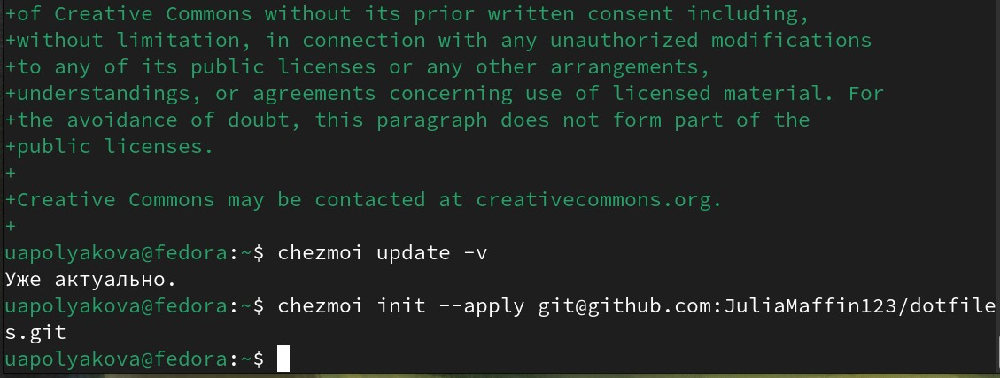 +of Creative Commons without its prior written consent including,
+without limitation, in connection with any unauthorized modifications
+to any of its public licenses or any other arrangements,
+understandings, or agreements concerning use of licensed material. For
+the avoidance of doubt, this paragraph does not form part of the
+public licenses.
+
+Creative Commons may be contacted at creativecommons.org.
+
uapolyakova@fedora:~$ chezmoi update -v
Уже актуально.
uapolyakova@fedora:~$ chezmoi init --apply git@github.com:JuliaMaffin123/dotfile
s.git
uapolyakova@fedora:~$